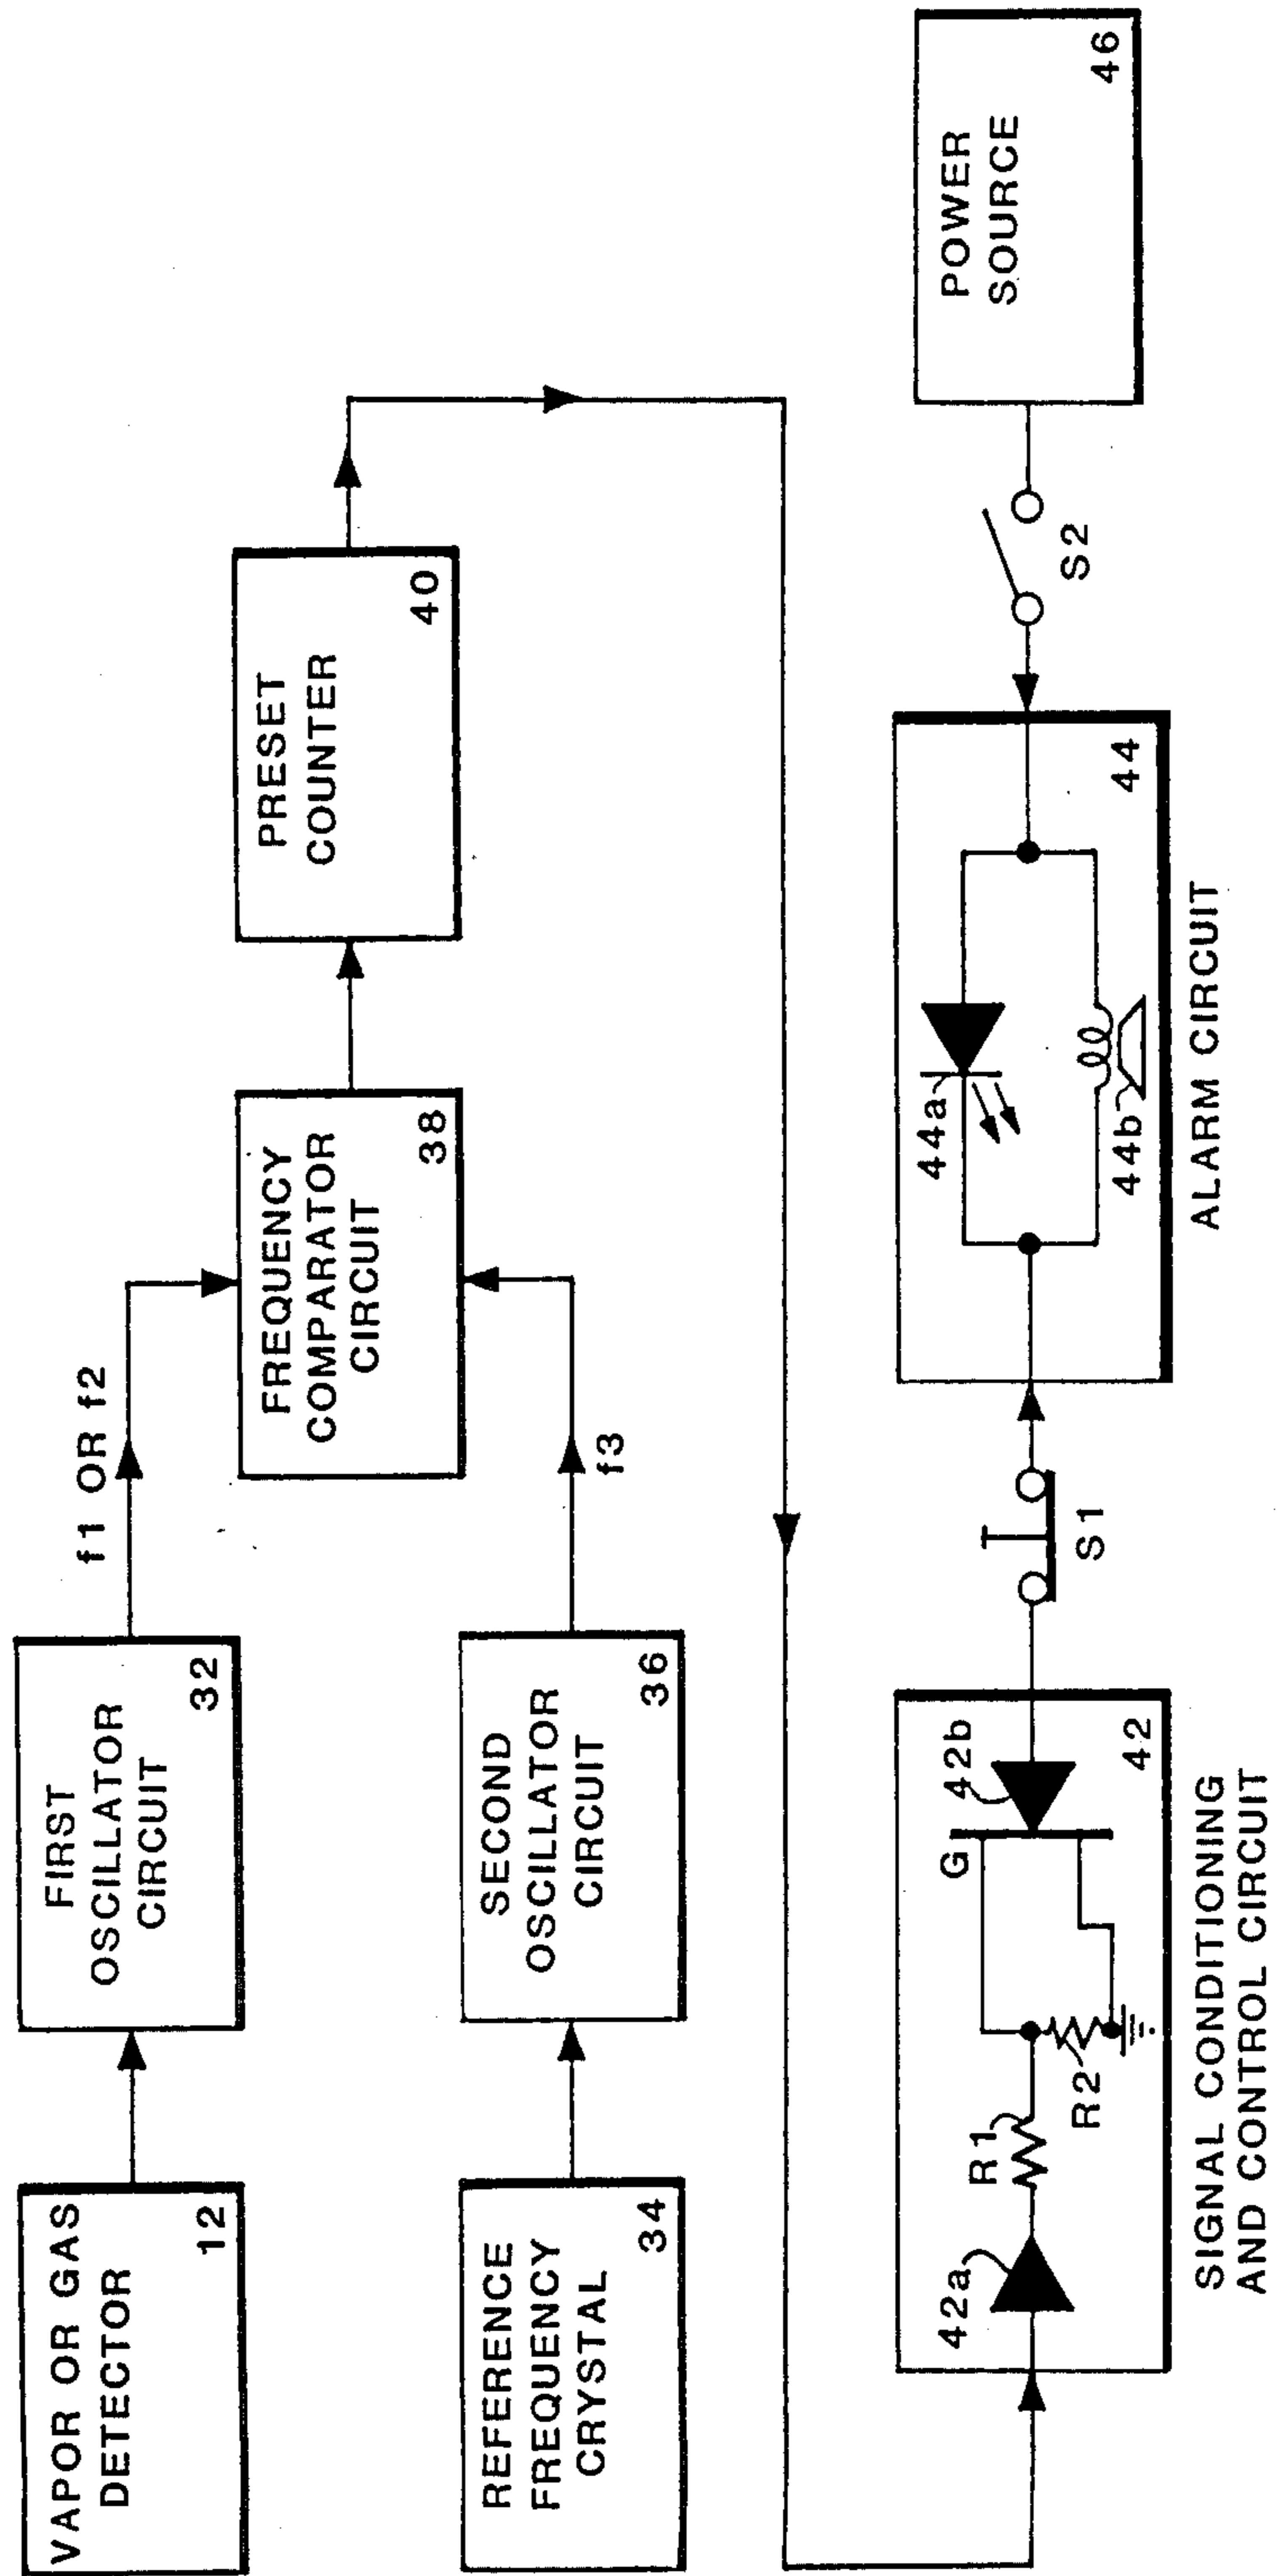 VAPOR OR GAS
DETECTOR
12
FIRST
OSCILLATOR
CIRCUIT
32
f1 OR f2
REFERENCE
FREQUENCY
CRYSTAL
34
SECOND
OSCILLATOR
CIRCUIT
36
f3
FREQUENCY
COMPARATOR
CIRCUIT
38
PRESET
COUNTER
40
42a
R1
R2
G
42b
42
SIGNAL CONDITIONING
AND CONTROL CIRCUIT
S1
44a
44b
44
ALARM CIRCUIT
S2
POWER
SOURCE
46